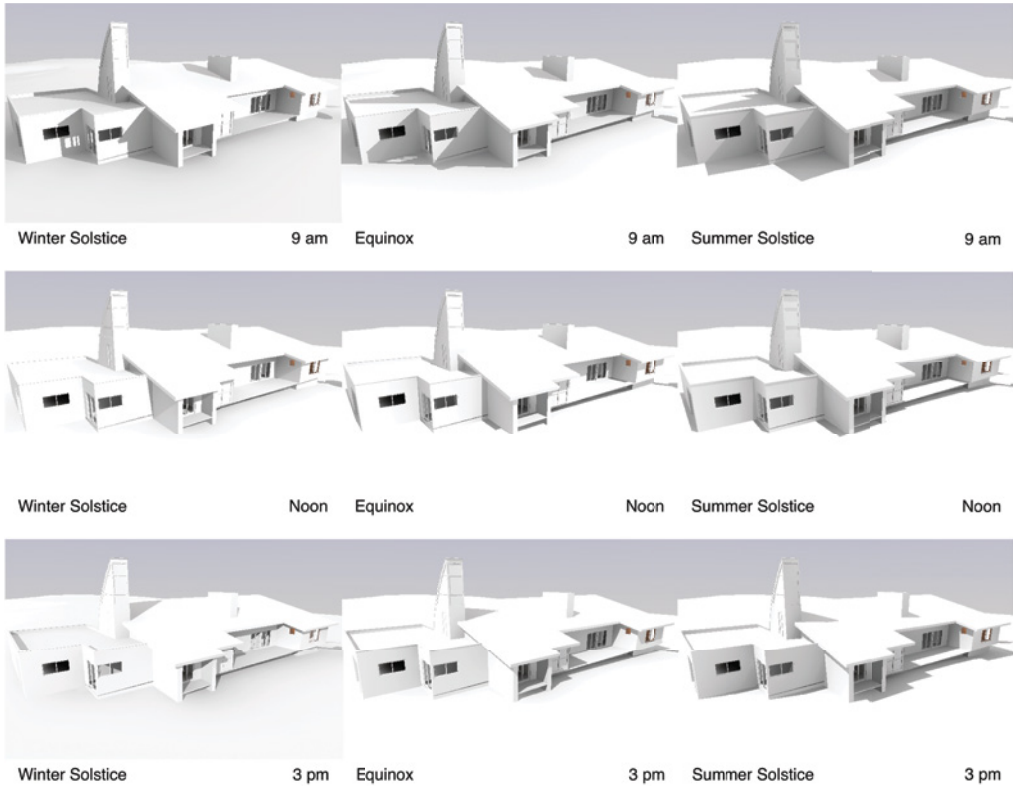 Winter Solstice 9 am Equinox 9 am Summer Solstice 9 am
Winter Solstice Noon Equinox Noon Summer Solstice Noon
Winter Solstice 3 pm Equinox 3 pm Summer Solstice 3 pm